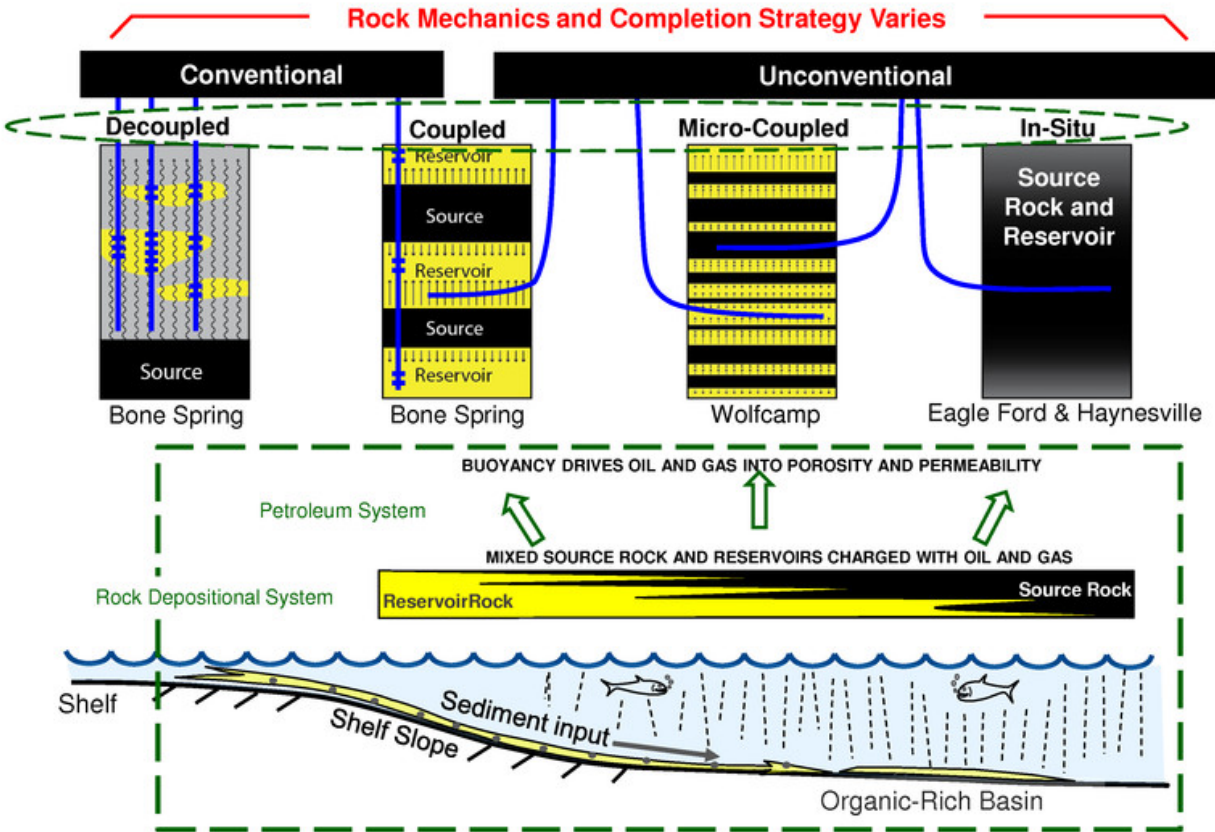 Rock Mechanics and Completion Strategy Varies
Conventional
Unconventional
Decoupled
Coupled
Micro-Coupled
In-Situ
Source
Reservoir
Source
Reservoir
Source
Reservoir
Source
Rock and
Reservoir
Bone Spring
Bone Spring
Wolfcamp
Eagle Ford & Haynesville
BUOYANCY DRIVES OIL AND GAS INTO POROSITY AND PERMEABILITY
Petroleum System
MIXED SOURCE ROCK AND RESERVOIRS CHARGED WITH OIL AND GAS
Rock Depositional System
ReservoirRock
Source Rock
Shelf
Shelf Slope
Sediment input
Organic-Rich Basin